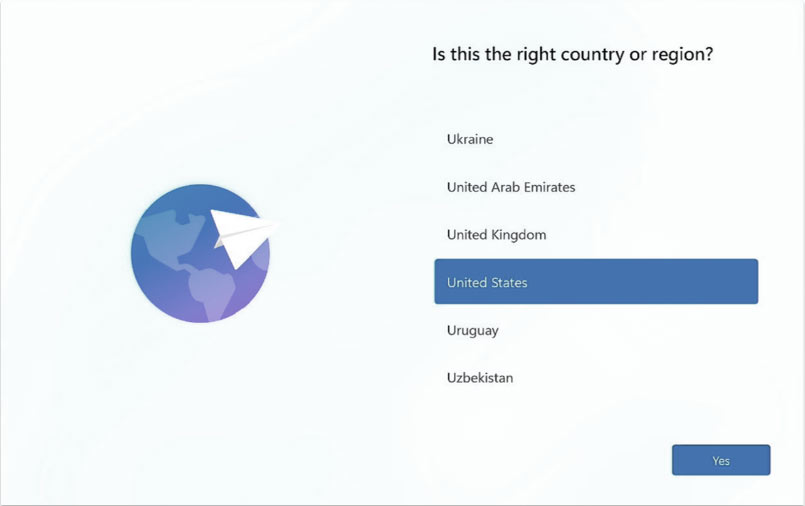 Is this the right country or region?
Ukraine
United Arab Emirates
United Kingdom
United States
Uruguay
Uzbekistan
Yes